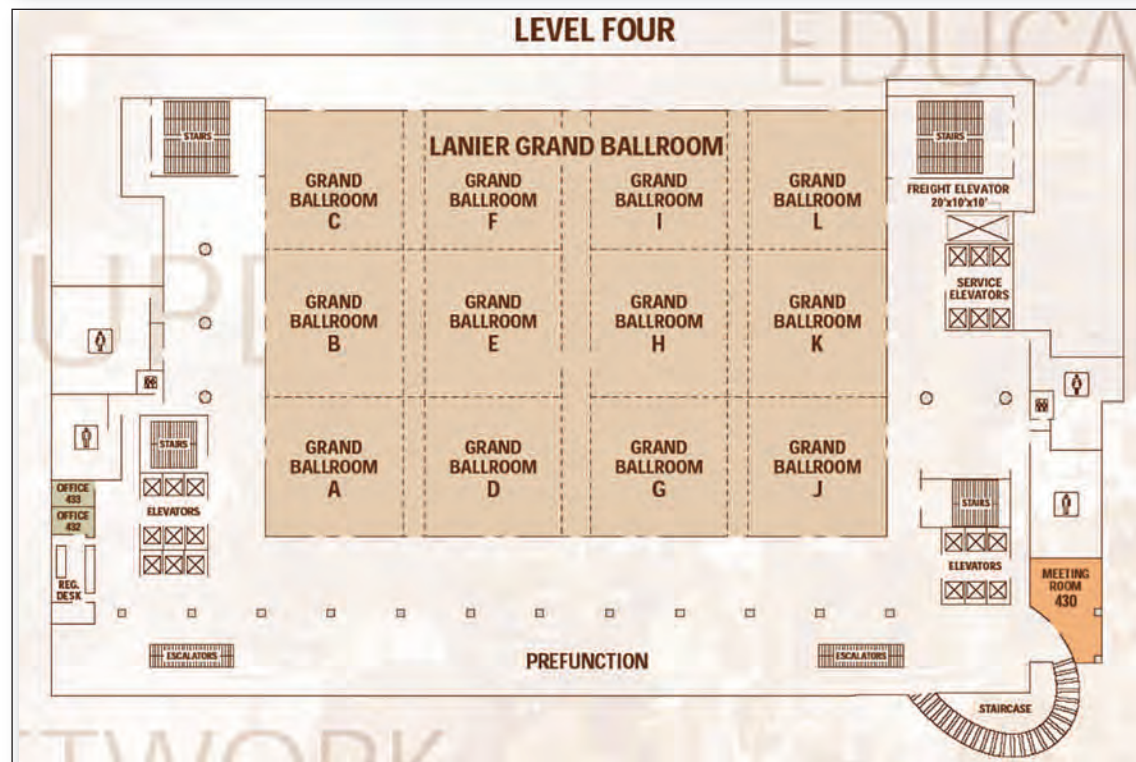 LEVEL FOUR
EDUCA
STAIRS
LANIER GRAND BALLROOM
STAIRS
GRAND
BALLROOM
C
GRAND
BALLROOM
F
GRAND
BALLROOM
I
GRAND
BALLROOM
L
FREIGHT ELEVATOR
20'x10'x10'
UPD
SERVICE
ELEVATORS
GRAND
BALLROOM
B
GRAND
BALLROOM
E
GRAND
BALLROOM
H
GRAND
BALLROOM
K
STAIRS
GRAND
BALLROOM
A
GRAND
BALLROOM
D
GRAND
BALLROOM
G
GRAND
BALLROOM
J
OFFICE
433
OFFICE
432
ELEVATORS
STAIRS
ELEVATORS
REG.
DESK
MEETING
ROOM
430
ESCALATORS
PREFUNCTION
ESCALATORS
STAIRCASE
TWORK